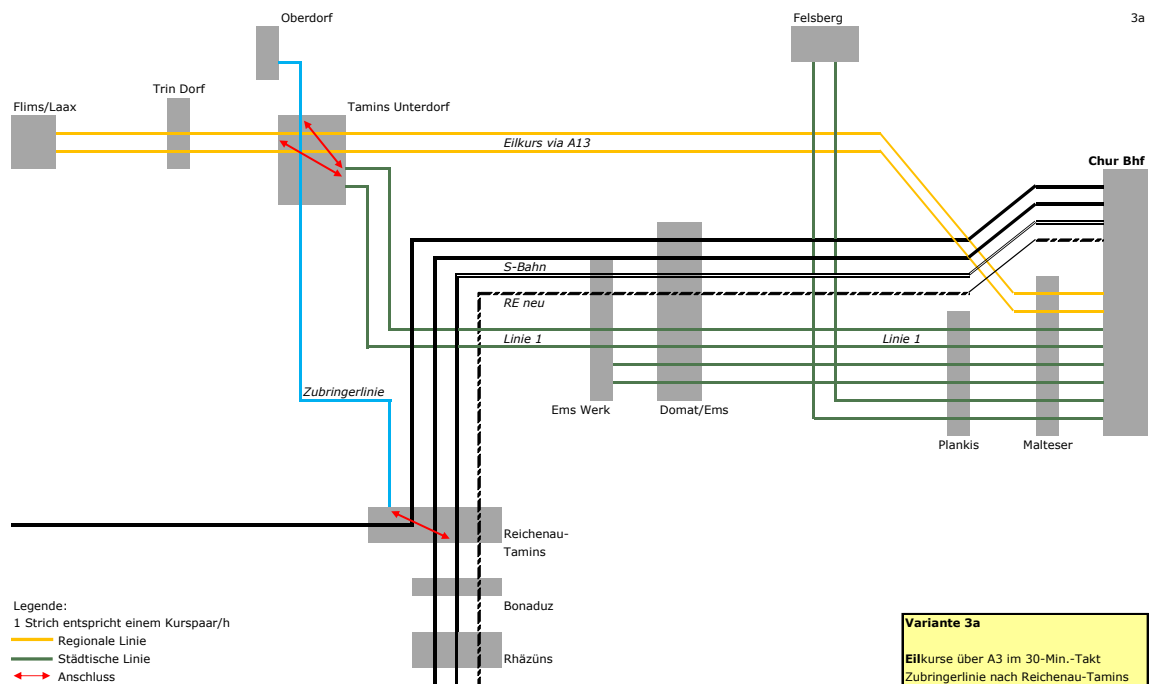 Oberdorf
Felsberg
3a
Trin Dorf
Flims/Laax
Tamins Unterdorf
Eilkurs via A13
Chur Bhf
S-Bahn
RE neu
Linie 1
Linie 1
Zubringerlinie
Ems Werk
Domat/Ems
Plankis
Malteser
Reichenau-
Tamins
Bonaduz
Rhäzüns
Legende:
1 Strich entspricht einem Kurspaar/h
Regionale Linie
Städtische Linie
Anschluss
Variante 3a
Eilkurse über A3 im 30-Min.-Takt
Zubringerlinie nach Reichenau-Tamins